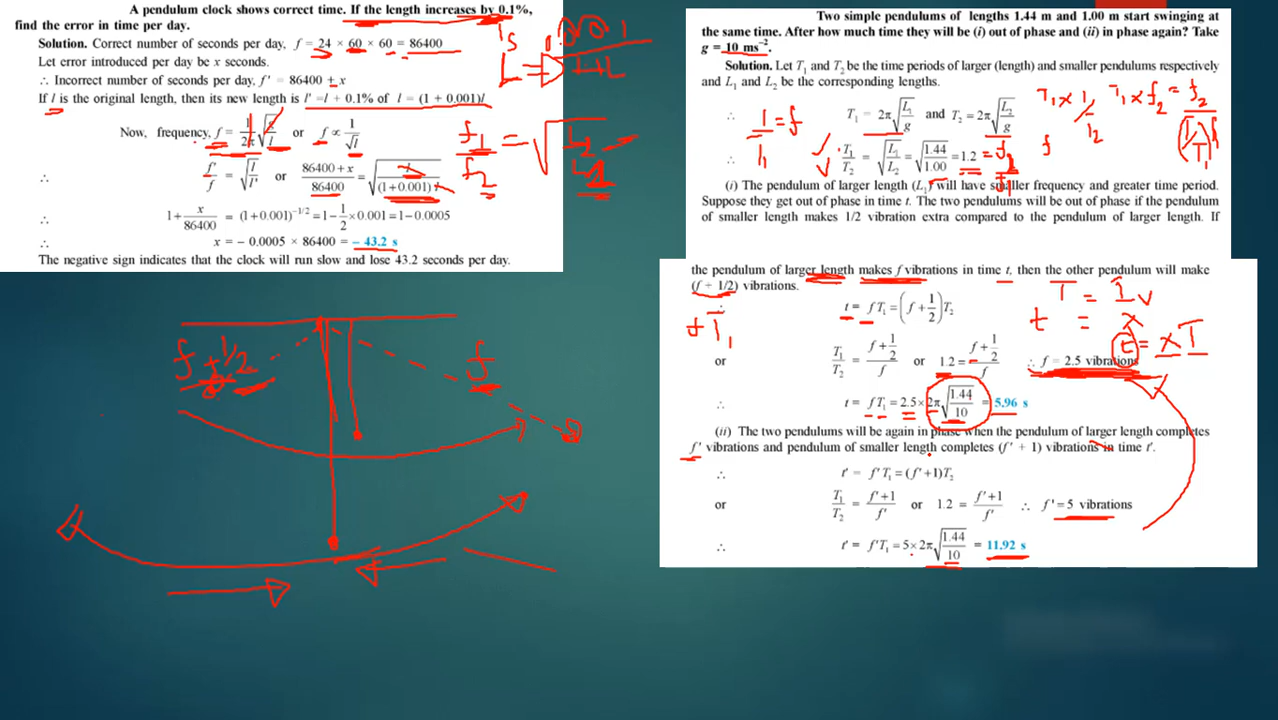 A pendulum clock shows correct time. If the length increases by 0.1%,
find the error in time per day.
Solution. Correct number of seconds per day, f = 24 × 60 × 60 = 86400
Let error introduced per day be x seconds.
∴ Incorrect number of seconds per day, f' = 86400 + x
If l is the original length, then its new length is l' = l + 0.1% of l = (1 + 0.001)l
Now, frequency, f = 1/2π √(g/l) or f ∝ 1/√l
∴ f'/f = √(l/l') or (86400 + x)/86400 = √(l/((1+0.001) l))
∴ 1 + x/86400 = (1+0.001)^(−1/2) = 1 − 1/2 × 0.001 = 1 − 0.0005
∴ x = − 0.0005 × 86400 = − 43.2 s
The negative sign indicates that the clock will run slow and lose 43.2 seconds per day.
f1/f2 = √
f + 1/2
f
Two simple pendulums of lengths 1.44 m and 1.00 m start swinging at
the same time. After how much time they will be (i) out of phase and (ii) in phase again? Take
g = 10 ms⁻².
Solution. Let T₁ and T₂ be the time periods of larger (length) and smaller pendulums respectively
and L₁ and L₂ be the corresponding lengths.
∴ T₁ = 2π √(L₁/g) and T₂ = 2π √(L₂/g)
∴ T₁/T₂ = √(L₁/L₂) = √(1.44/1.00) = 1.2
(i) The pendulum of larger length (L₁) will have smaller frequency and greater time period.
Suppose they get out of phase in time t. The two pendulums will be out of phase if the pendulum
of smaller length makes 1/2 vibration extra compared to the pendulum of larger length. If
the pendulum of larger length makes f vibrations in time t, then the other pendulum will make
(f + 1/2) vibrations.
∴ t = fT₁ = (f + 1/2) T₂
T = 1v
t = x
t = xT
or T₁/T₂ = (f + 1/2)/f or 1.2 = (f + 1/2)/f ∴ f = 2.5 vibrations
∴ t = fT₁ = 2.5 × 2π √(1.44/10) = 5.96 s
(ii) The two pendulums will be again in phase when the pendulum of larger length completes
f' vibrations and pendulum of smaller length completes (f' + 1) vibrations in time t'.
∴ t' = f'T₁ = (f'+1)T₂
or T₁/T₂ = (f'+1)/f' or 1.2 = (f'+1)/f' ∴ f' = 5 vibrations
∴ t' = f'T₁ = 5 × 2π √(1.44/10) = 11.92 s